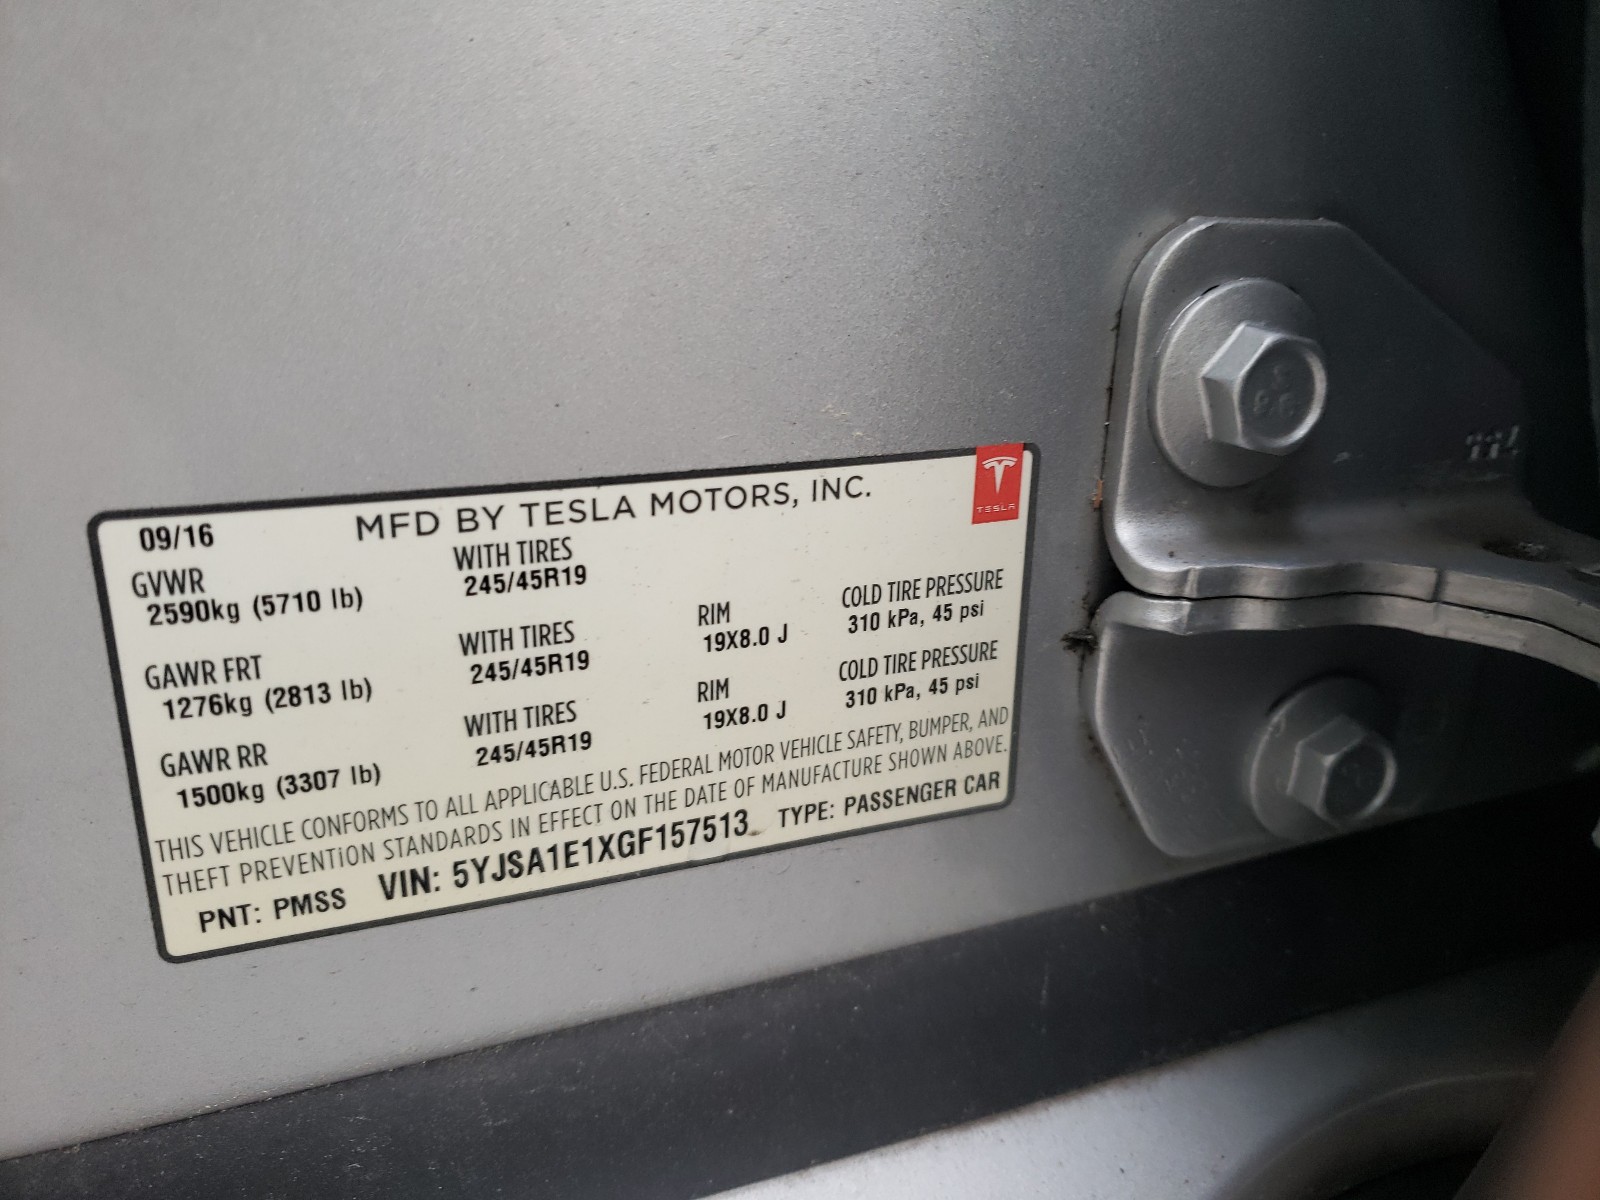 09/16 MFD BY TESLA MOTORS, INC. TESLA
GVWR WITH TIRES
2590kg (5710 lb) 245/45R19
GAWR FRT WITH TIRES RIM COLD TIRE PRESSURE
1276kg (2813 lb) 245/45R19 19X8.0 J 310 kPa, 45 psi
GAWR RR WITH TIRES RIM COLD TIRE PRESSURE
1500kg (3307 lb) 245/45R19 19X8.0 J 310 kPa, 45 psi
THIS VEHICLE CONFORMS TO ALL APPLICABLE U.S. FEDERAL MOTOR VEHICLE SAFETY, BUMPER, AND
THEFT PREVENTiON STANDARDS IN EFFECT ON THE DATE OF MANUFACTURE SHOWN ABOVE.
PNT: PMSS VIN: 5YJSA1E1XGF157513 TYPE: PASSENGER CAR